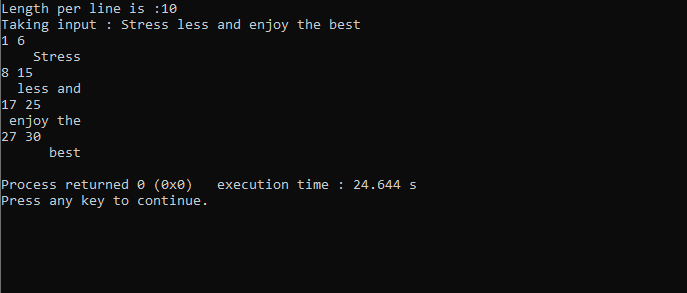 Length per line is :10
Taking input : Stress less and enjoy the best
1 6
    Stress
8 15
  less and
17 25
 enjoy the
27 30
      best

Process returned 0 (0x0)   execution time : 24.644 s
Press any key to continue.